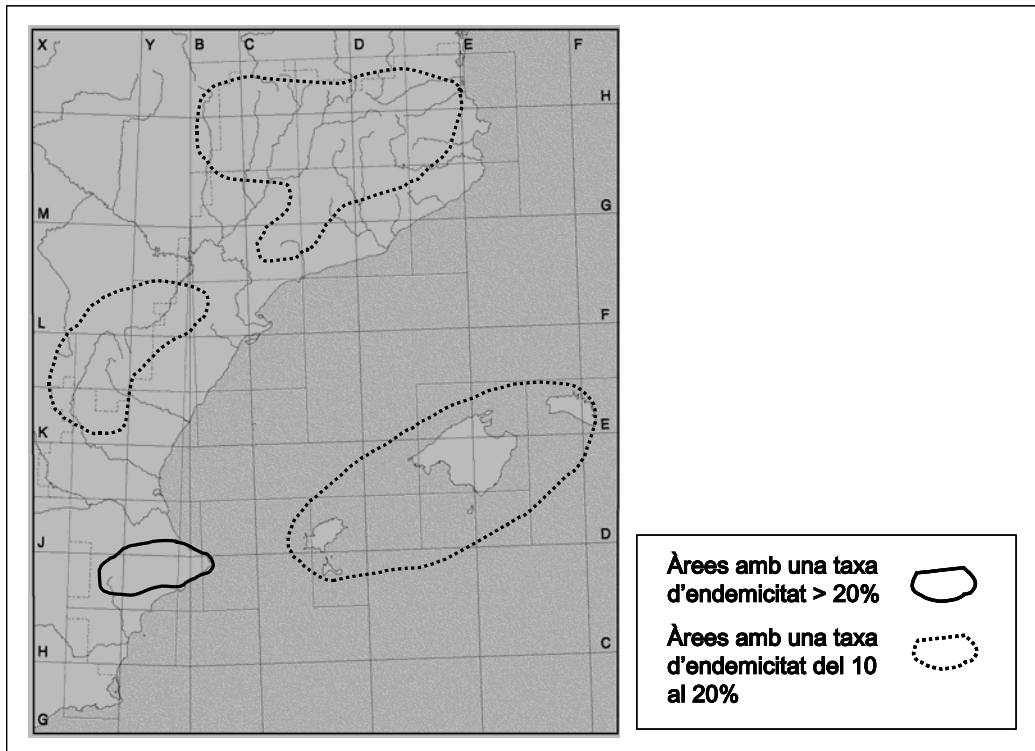 X Y B C D E F
H
G
M
F
L
E
K
D
J
C
H
G
Àrees amb una taxa
d'endemicitat > 20%
Àrees amb una taxa
d'endemicitat del 10
al 20%